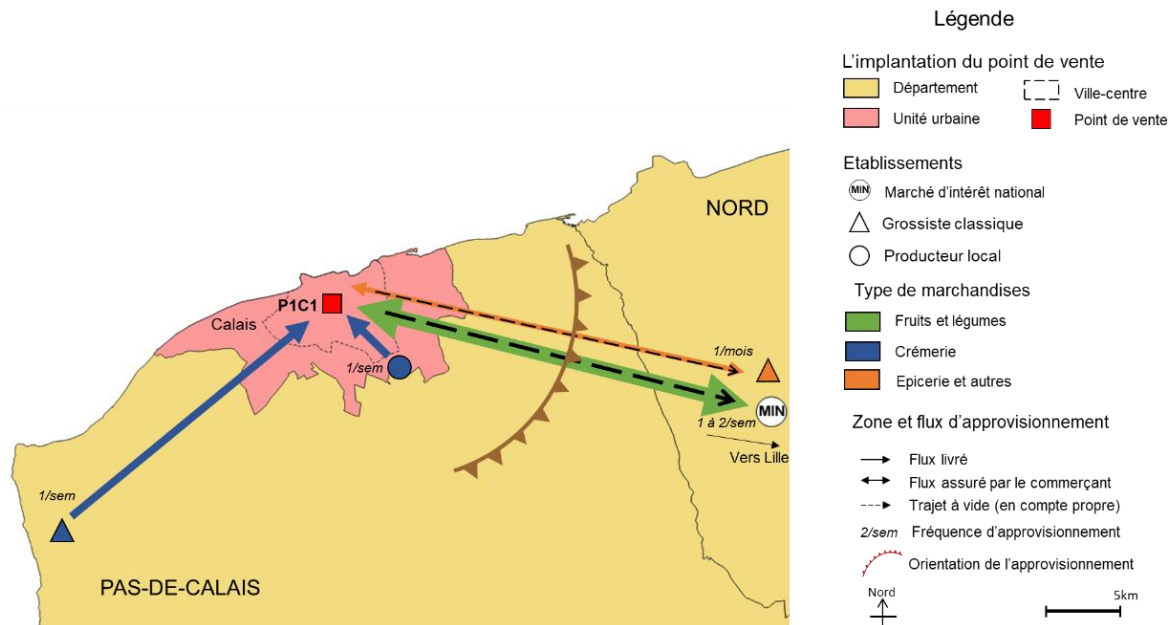 NORD
P1C1
Calais
1/sem
1/mois
MIN
1 à 2/sem
Vers Lille
1/sem
PAS-DE-CALAIS
Légende
L'implantation du point de vente
Département
Ville-centre
Unité urbaine
Point de vente
Etablissements
MIN
Marché d'intérêt national
Grossiste classique
Producteur local
Type de marchandises
Fruits et légumes
Crémerie
Epicerie et autres
Zone et flux d'approvisionnement
Flux livré
Flux assuré par le commerçant
Trajet à vide (en compte propre)
2/sem
Fréquence d'approvisionnement
Orientation de l'approvisionnement
Nord
5km